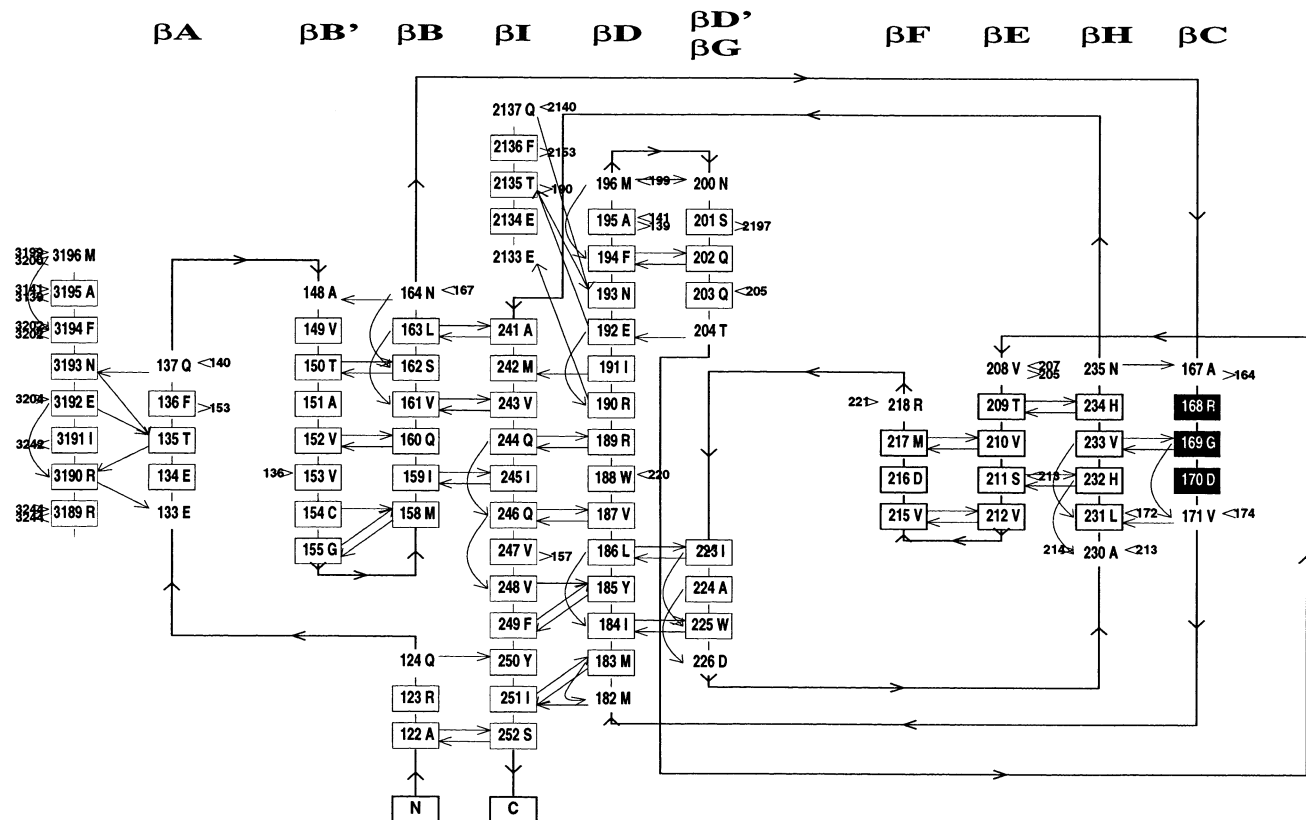 βD'
βA βB' βB βI βD βG βF βE βH βC
2137 Q 2140
2136 F 2153
2135 T 190
2134 E
2133 E
196 M 199 200 N
195 A 141 139 201 S 2197
194 F 202 Q
193 N 203 Q 205
192 E 204 T
191 I
190 R
189 R
188 W 220
187 V
186 L 223 I
185 Y 224 A
184 I 225 W
183 M 226 D
182 M
3196 M
3141 3195 A
3194 F
3193 N
3204 3192 E
3242 3191 I
3190 R
3244 3189 R
137 Q 140
136 F 153
135 T
134 E
133 E
148 A
149 V
150 T
151 A
152 V
136 153 V
154 C
155 G
164 N 167
163 L
162 S
161 V
160 Q
159 I
158 M
124 Q
123 R
122 A
N
241 A
242 M
243 V
244 Q
245 I
246 Q
247 V 157
248 V
249 F
250 Y
251 I
252 S
C
221 218 R
217 M
216 D
215 V
208 V 207 205
209 T
210 V
211 S 213
212 V
235 N
234 H
233 V
232 H
231 L 172
214 230 A 213
167 A 164
168 R
169 G
170 D
171 V 174